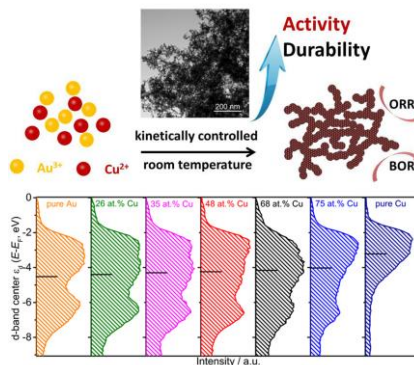 Activity
Durability
200 nm
Au³⁺
Cu²⁺
kinetically controlled
room temperature
ORR
BOR
d-band center εd (E-EF, eV)
0
-2
-4
-6
-8
pure Au
26 at.% Cu
35 at.% Cu
48 at.% Cu
68 at.% Cu
75 at.% Cu
pure Cu
Intensity / a.u.